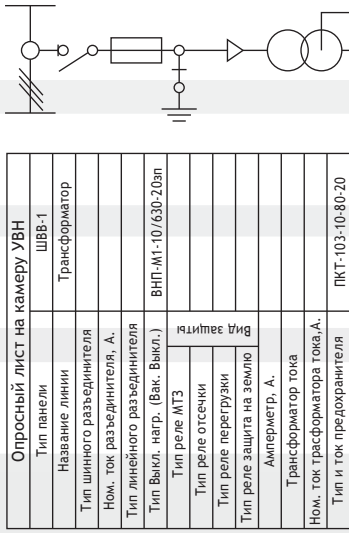 Опросный лист на камеру УВН
Тип панели ШВВ-1
Название линии Трансформатор
Тип шинного разъединителя
Ном. ток разъединителя, А.
Тип линейного разъединителя
Тип Выкл. нагр. (Вак. Выкл.) ВНП-М1-10/630-20зп
Вид защиты
Тип реле МТЗ
Тип реле отсечки
Тип реле перегрузки
Тип реле защита на землю
Амперметр, А.
Трансформатор тока
Ном. ток трасформатора тока,А.
Тип и ток предохранителя ПКТ-103-10-80-20